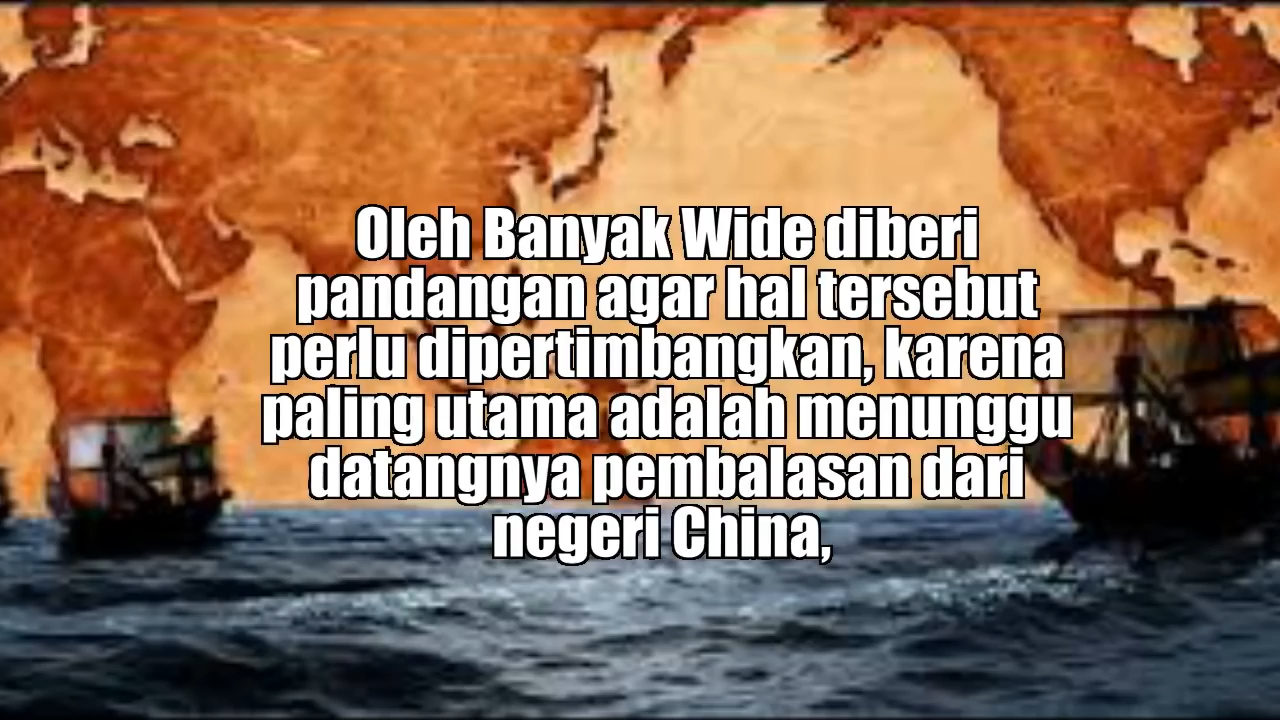 Oleh Banyak Wide diberi
pandangan agar hal tersebut
perlu dipertimbangkan, karena
paling utama adalah menunggu
datangnya pembalasan dari
negeri China,